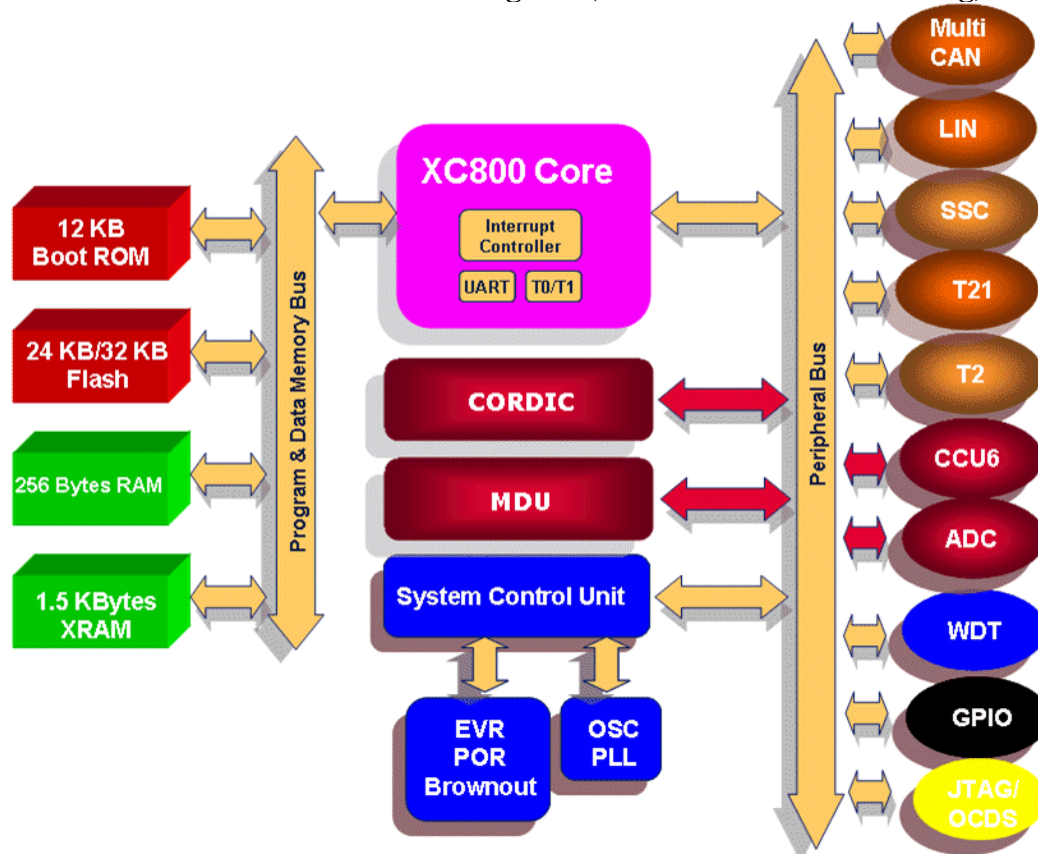 Multi
CAN
LIN
SSC
T21
T2
CCU6
ADC
WDT
GPIO
JTAG/
OCDS
Peripheral Bus
XC800 Core
Interrupt
Controller
UART
T0/T1
CORDIC
MDU
System Control Unit
EVR
POR
Brownout
OSC
PLL
Program & Data Memory Bus
12 KB
Boot ROM
24 KB/32 KB
Flash
256 Bytes RAM
1.5 KBytes
XRAM